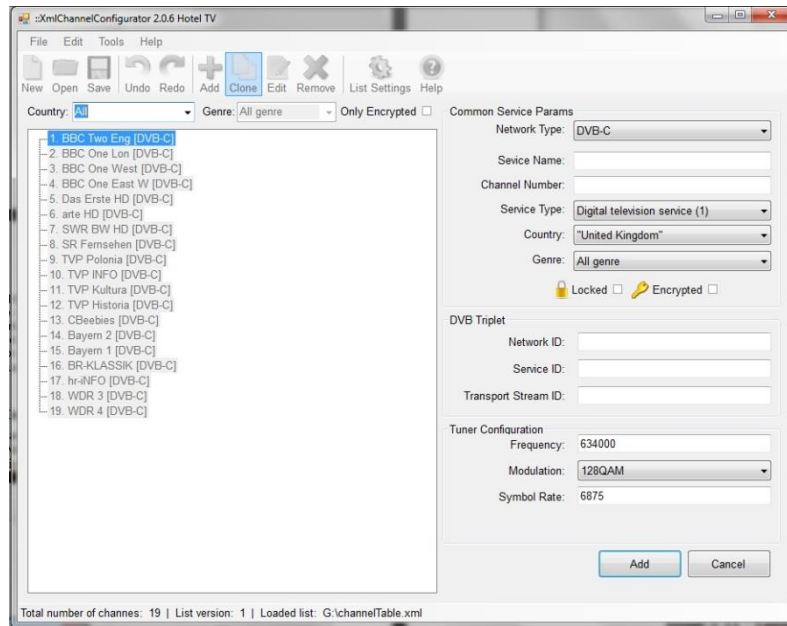 ::XmlChannelConfigurator 2.0.6 Hotel TV
File Edit Tools Help
New Open Save Undo Redo Add Clone Edit Remove List Settings Help
Country: All Genre: All genre Only Encrypted
1. BBC Two Eng [DVB-C]
2. BBC One Lon [DVB-C]
3. BBC One West [DVB-C]
4. BBC One East W [DVB-C]
5. Das Erste HD [DVB-C]
6. arte HD [DVB-C]
7. SWR BW HD [DVB-C]
8. SR Fernsehen [DVB-C]
9. TVP Polonia [DVB-C]
10. TVP INFO [DVB-C]
11. TVP Kultura [DVB-C]
12. TVP Historia [DVB-C]
13. CBeebies [DVB-C]
14. Bayern 2 [DVB-C]
15. Bayern 1 [DVB-C]
16. BR-KLASSIK [DVB-C]
17. hr-iNFO [DVB-C]
18. WDR 3 [DVB-C]
19. WDR 4 [DVB-C]
Common Service Params
Network Type: DVB-C
Sevice Name:
Channel Number:
Service Type: Digital television service (1)
Country: "United Kingdom"
Genre: All genre
Locked Encrypted
DVB Triplet
Network ID:
Service ID:
Transport Stream ID:
Tuner Configuration
Frequency: 634000
Modulation: 128QAM
Symbol Rate: 6875
Add Cancel
Total number of channes: 19 | List version: 1 | Loaded list: G:\channelTable.xml